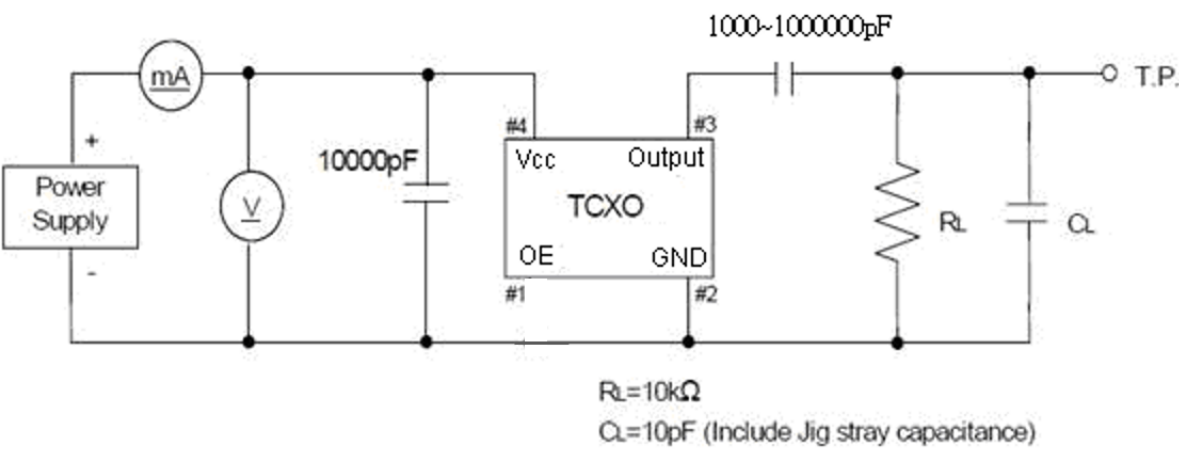 1000~1000000pF
mA
T.P.
#4
#3
+
10000pF
Vcc
Output
Power
Supply
V
TCXO
RL
CL
OE
GND
-
#1
#2
RL=10kΩ
CL=10pF (Include Jig stray capacitance)